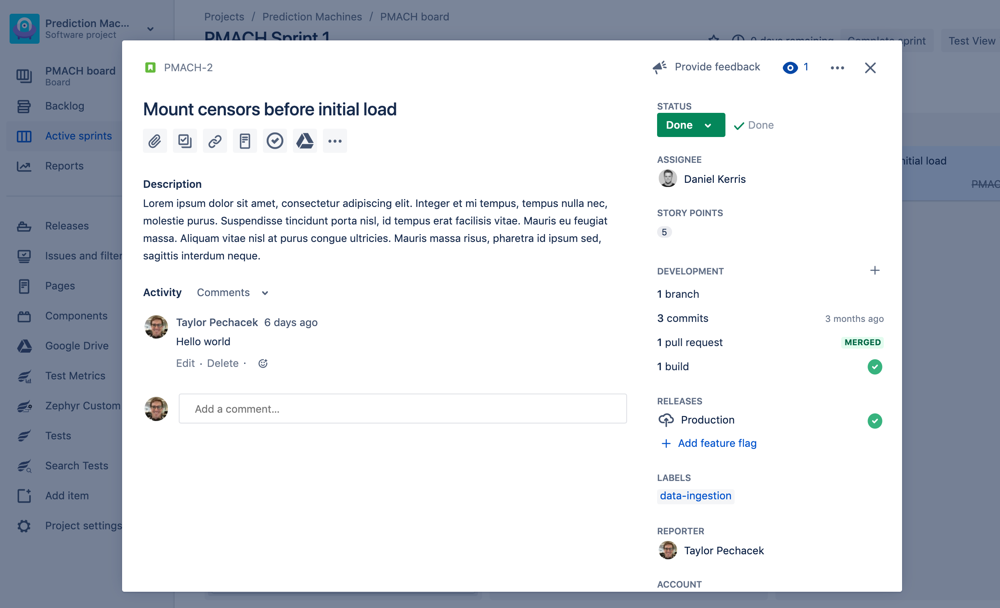 Prediction Mac...
Software project
PMACH board
Board
Backlog
Active sprints
Reports
Releases
Issues and filter
Pages
Components
Google Drive
Test Metrics
Zephyr Custom
Tests
Search Tests
Add item
Project settings
Projects / Prediction Machines / PMACH board
PMACH Sprint 1
0 days remaining
Complete sprint
Test View
PMACH-2
Provide feedback
1
Mount censors before initial load
Description
Lorem ipsum dolor sit amet, consectetur adipiscing elit. Integer et mi tempus, tempus nulla nec,
molestie purus. Suspendisse tincidunt porta nisl, id tempus erat facilisis vitae. Mauris eu feugiat
massa. Aliquam vitae nisl at purus congue ultricies. Mauris massa risus, pharetra id ipsum sed,
sagittis interdum neque.
Activity Comments
Taylor Pechacek 6 days ago
Hello world
Edit · Delete ·
Add a comment...
STATUS
Done
Done
ASSIGNEE
Daniel Kerris
STORY POINTS
5
DEVELOPMENT
1 branch
3 commits 3 months ago
1 pull request MERGED
1 build
RELEASES
Production
+ Add feature flag
LABELS
data-ingestion
REPORTER
Taylor Pechacek
ACCOUNT
nitial load
PMAC